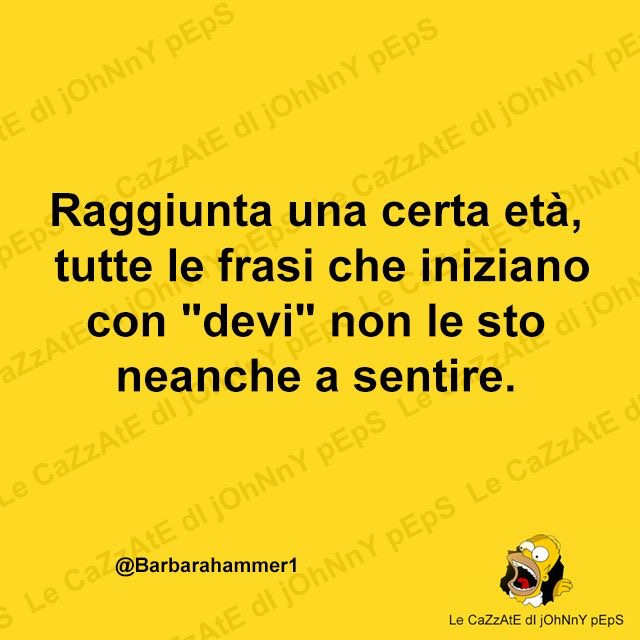 Raggiunta una certa età,
tutte le frasi che iniziano
con "devi" non le sto
neanche a sentire.
@Barbarahammer1
Le CaZzAtE dI jOhNnY pEpS